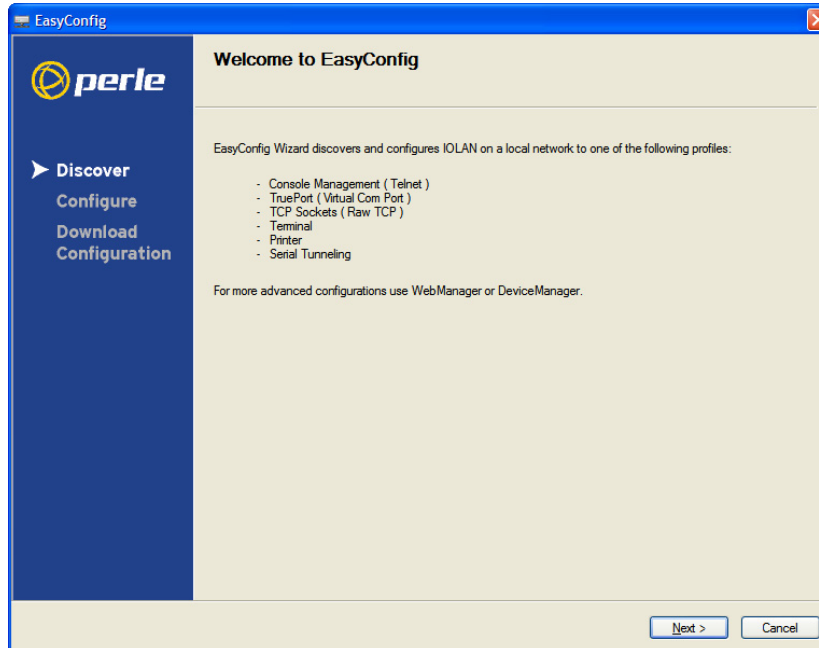 EasyConfig
perle
Discover
Configure
Download
Configuration
Welcome to EasyConfig
EasyConfig Wizard discovers and configures IOLAN on a local network to one of the following profiles:
- Console Management ( Telnet )
- TruePort ( Virtual Com Port )
- TCP Sockets ( Raw TCP )
- Terminal
- Printer
- Serial Tunneling
For more advanced configurations use WebManager or DeviceManager.
Next >
Cancel